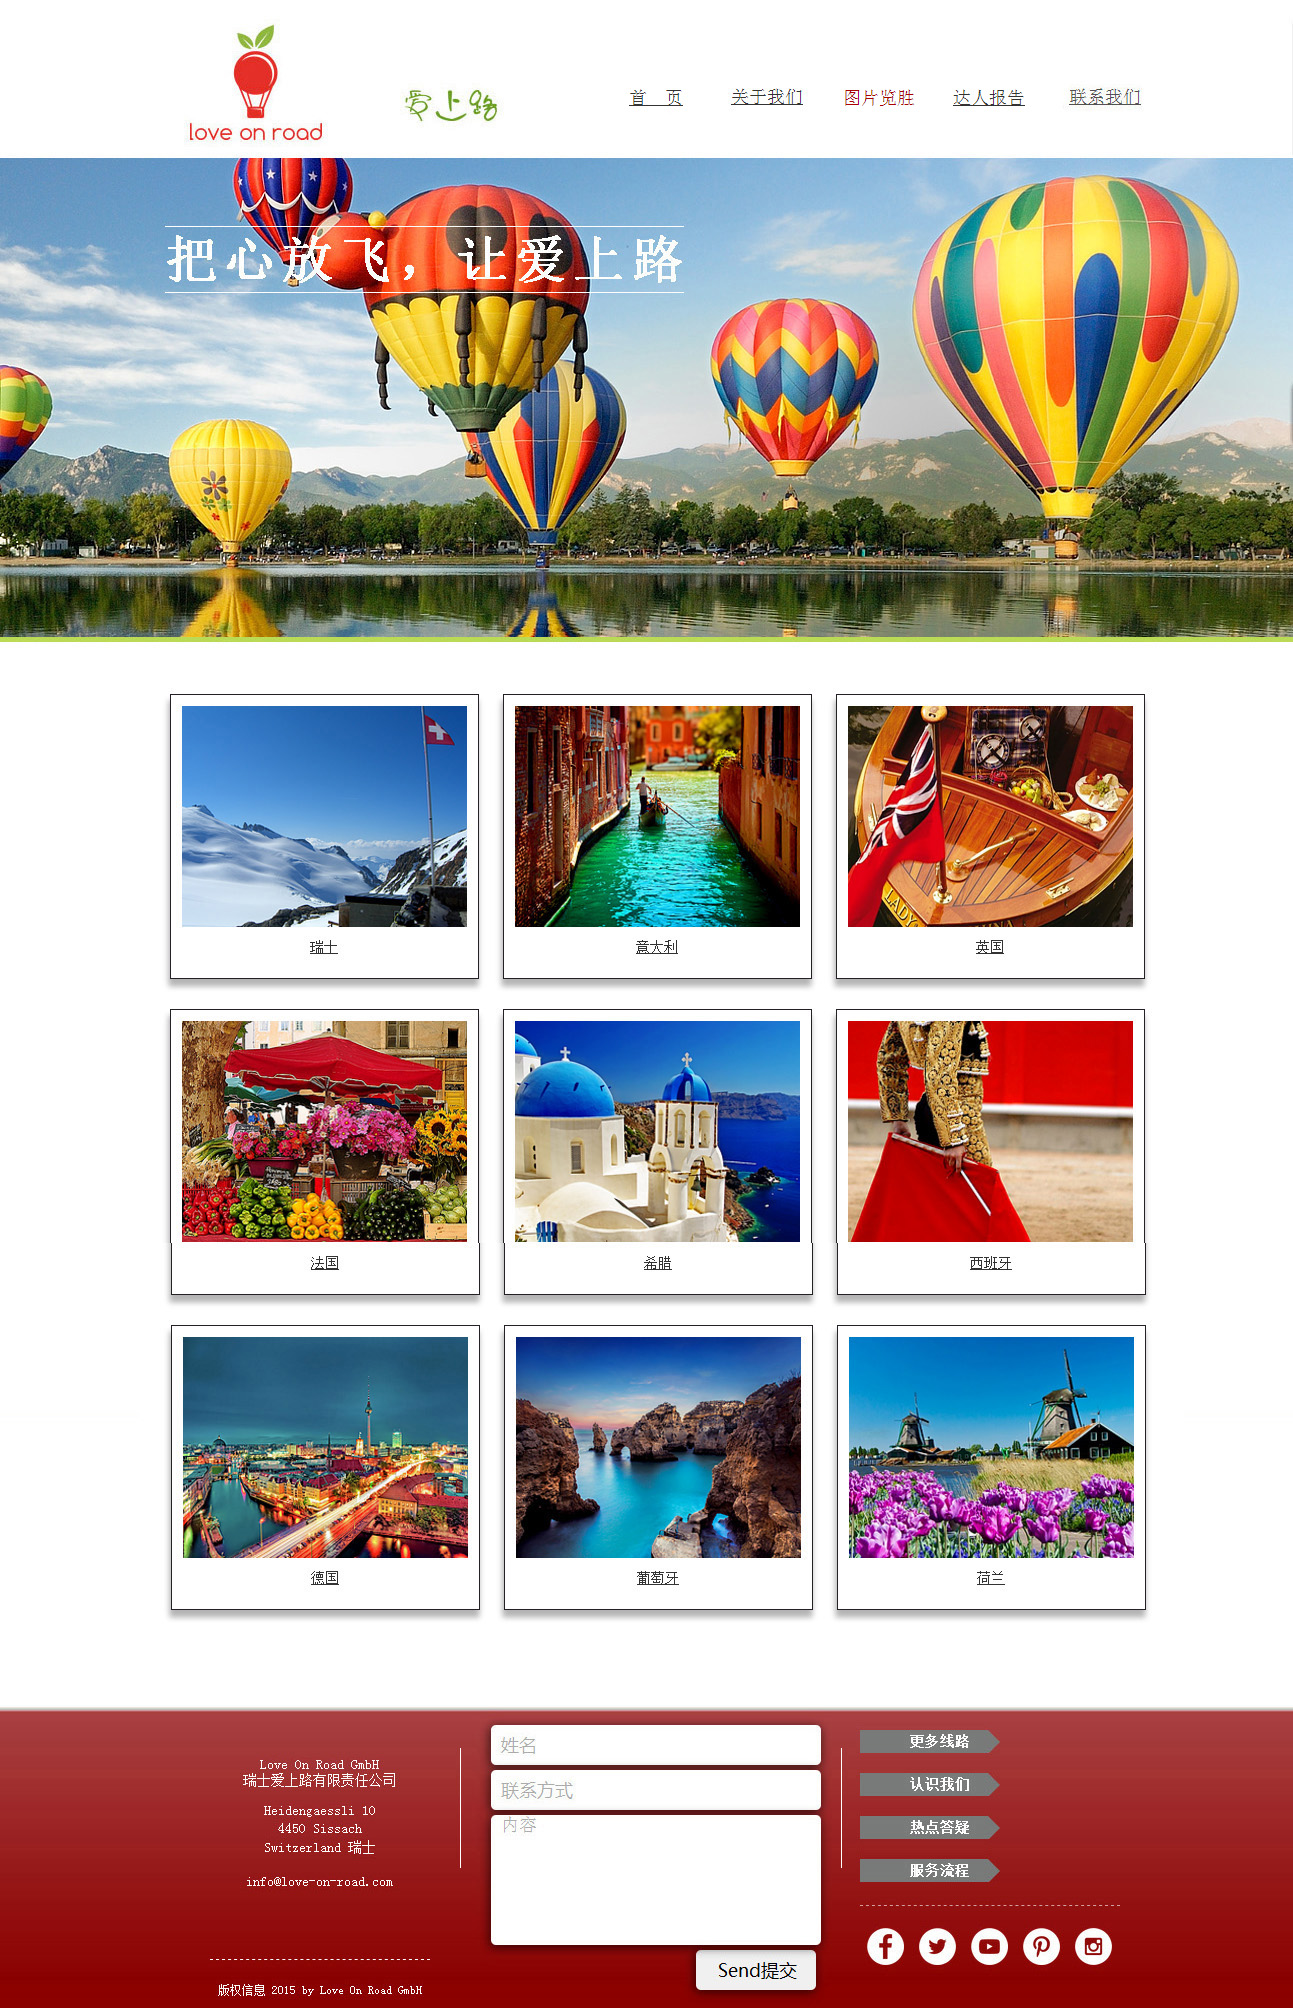 love on road
爱上路
首 页
关于我们
图片览胜
达人报告
联系我们
把心放飞，让爱上路
瑞士
意大利
英国
LADY
法国
希腊
西班牙
德国
葡萄牙
荷兰
Love On Road GmbH
瑞士爱上路有限责任公司
Heidengaessli 10
4450 Sissach
Switzerland 瑞士
info@love-on-road.com
版权信息 2015 by Love On Road GmbH
姓名
联系方式
内容
Send提交
更多线路
认识我们
热点答疑
服务流程